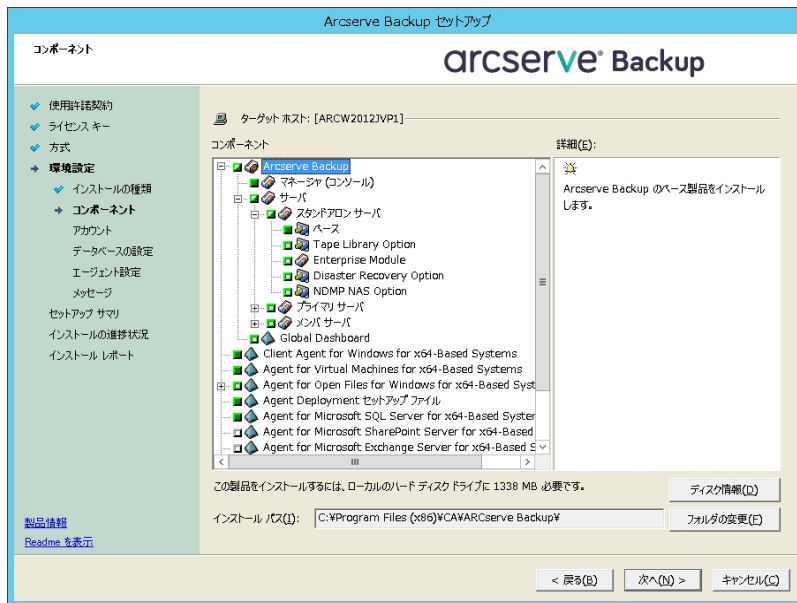 Arcserve Backup セットアップ
コンポーネント
arcserve® Backup
使用許諾契約
ライセンス キー
方式
環境設定
インストールの種類
コンポーネント
アカウント
データベースの設定
エージェント設定
メッセージ
セットアップ サマリ
インストールの進捗状況
インストール レポート
製品情報
Readme を表示
ターゲット ホスト: [ARCW2012JVP1]
コンポーネント
Arcserve Backup
マネージャ (コンソール)
サーバ
スタンドアロン サーバ
ベース
Tape Library Option
Enterprise Module
Disaster Recovery Option
NDMP NAS Option
プライマリ サーバ
メンバ サーバ
Global Dashboard
Client Agent for Windows for x64-Based Systems
Agent for Virtual Machines for x64-Based Systems
Agent for Open Files for Windows for x64-Based Syst
Agent Deployment セットアップ ファイル
Agent for Microsoft SQL Server for x64-Based System
Agent for Microsoft SharePoint Server for x64-Based
Agent for Microsoft Exchange Server for x64-Based S
詳細(E):
Arcserve Backup のベース製品をインストール
します。
この製品をインストールするには、ローカルのハード ディスク ドライブに 1338 MB 必要です。
ディスク情報(D)
インストール パス(I):
C:¥Program Files (x86)¥CA¥ARCserve Backup¥
フォルダの変更(F)
< 戻る(B)
次へ(N) >
キャンセル(C)